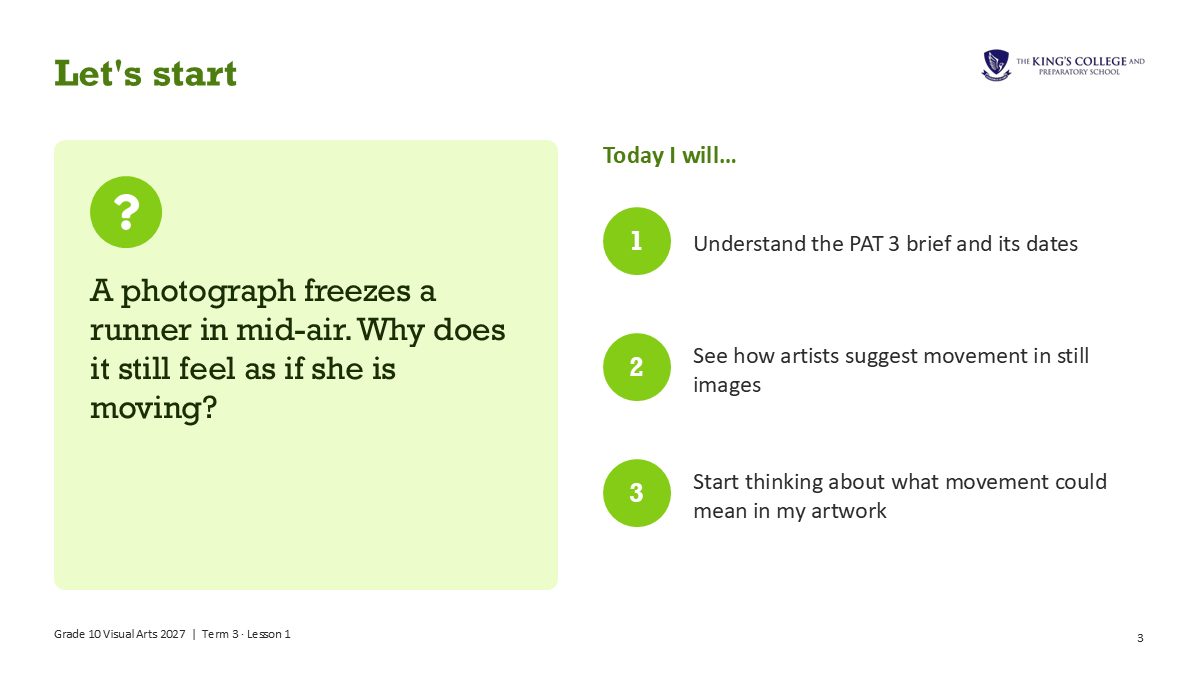 Let's start
THE KING'S COLLEGE AND
PREPARATORY SCHOOL
?
A photograph freezes a
runner in mid-air. Why does
it still feel as if she is
moving?
Today I will...
1
Understand the PAT 3 brief and its dates
2
See how artists suggest movement in still
images
3
Start thinking about what movement could
mean in my artwork
Grade 10 Visual Arts 2027 | Term 3 · Lesson 1
3